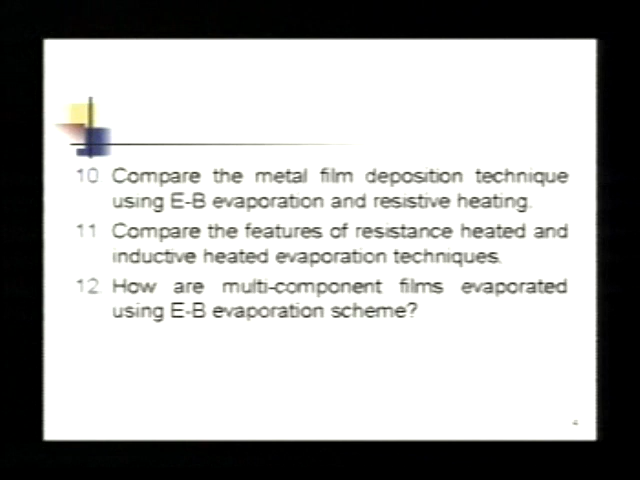 10 Compare the metal film deposition technique
using E-B evaporation and resistive heating.
11 Compare the features of resistance heated and
inductive heated evaporation techniques.
12 How are multi-component films evaporated
using E-B evaporation scheme?
4